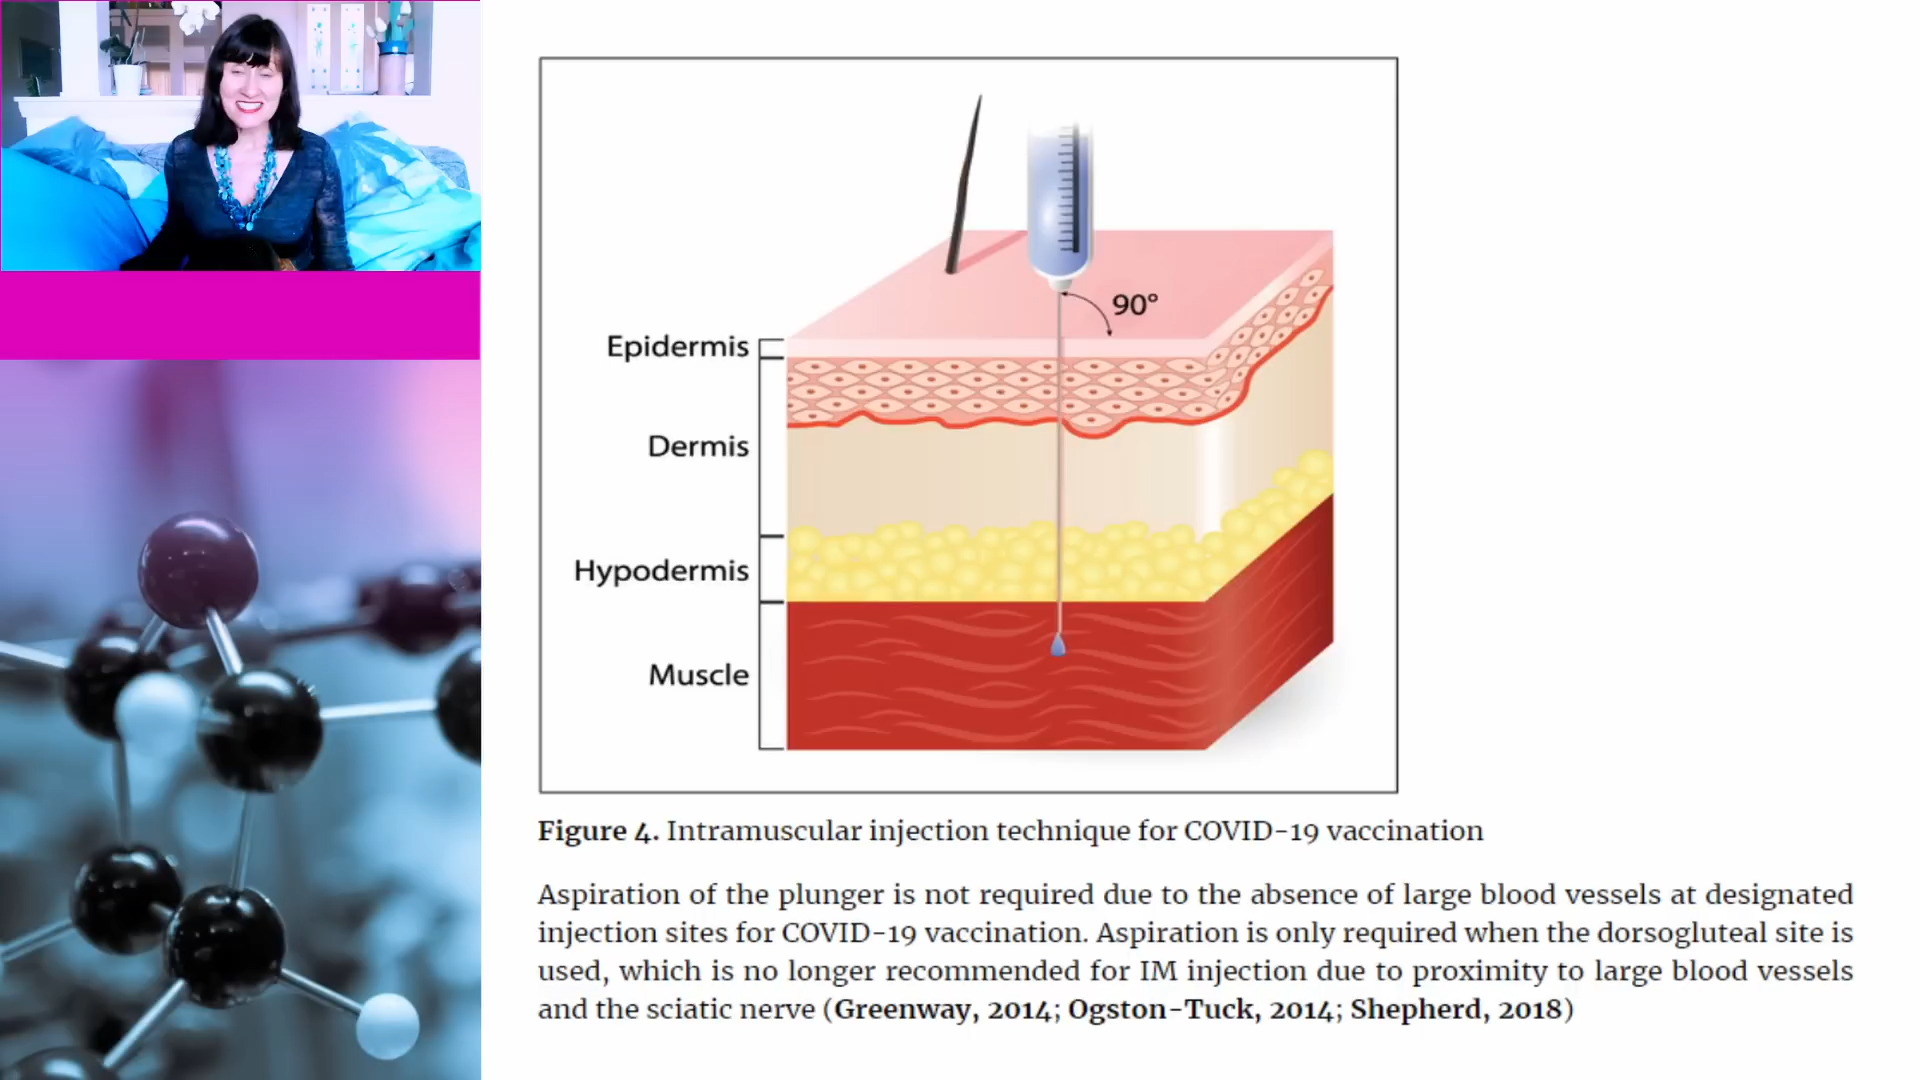 90°
Epidermis
Dermis
Hypodermis
Muscle
Figure 4. Intramuscular injection technique for COVID-19 vaccination
Aspiration of the plunger is not required due to the absence of large blood vessels at designated
injection sites for COVID-19 vaccination. Aspiration is only required when the dorsogluteal site is
used, which is no longer recommended for IM injection due to proximity to large blood vessels
and the sciatic nerve (Greenway, 2014; Ogston-Tuck, 2014; Shepherd, 2018)